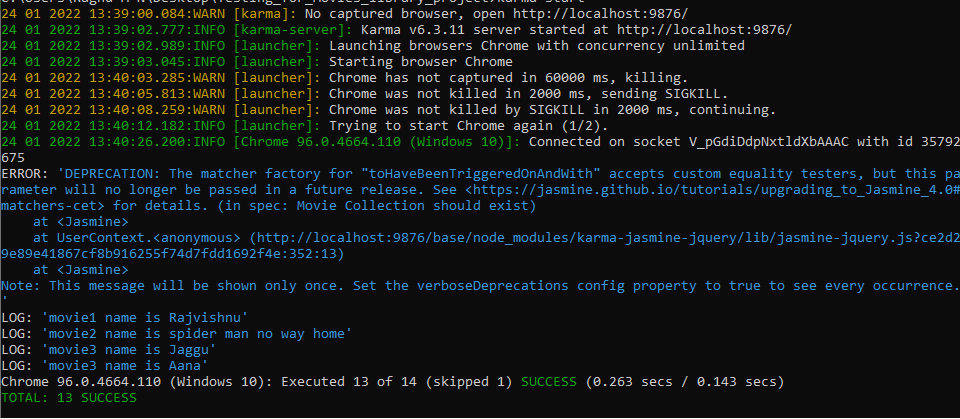 24 01 2022 13:39:00.084:WARN [karma]: No captured browser, open http://localhost:9876/
24 01 2022 13:39:02.777:INFO [karma-server]: Karma v6.3.11 server started at http://localhost:9876/
24 01 2022 13:39:02.989:INFO [launcher]: Launching browsers Chrome with concurrency unlimited
24 01 2022 13:39:03.045:INFO [launcher]: Starting browser Chrome
24 01 2022 13:40:03.285:WARN [launcher]: Chrome has not captured in 60000 ms, killing.
24 01 2022 13:40:05.813:WARN [launcher]: Chrome was not killed in 2000 ms, sending SIGKILL.
24 01 2022 13:40:08.259:WARN [launcher]: Chrome was not killed by SIGKILL in 2000 ms, continuing.
24 01 2022 13:40:12.182:INFO [launcher]: Trying to start Chrome again (1/2).
24 01 2022 13:40:26.200:INFO [Chrome 96.0.4664.110 (Windows 10)]: Connected on socket V_pGdiDdpNxtldXbAAAC with id 35792
675
ERROR: 'DEPRECATION: The matcher factory for "toHaveBeenTriggeredOnAndWith" accepts custom equality testers, but this pa
rameter will no longer be passed in a future release. See <https://jasmine.github.io/tutorials/upgrading_to_Jasmine_4.0#
matchers-cet> for details. (in spec: Movie Collection should exist)
    at <Jasmine>
    at UserContext.<anonymous> (http://localhost:9876/base/node_modules/karma-jasmine-jquery/lib/jasmine-jquery.js?ce2d2
9e89e41867cf8b916255f74d7fdd1692f4e:352:13)
    at <Jasmine>
Note: This message will be shown only once. Set the verboseDeprecations config property to true to see every occurrence.
'
LOG: 'movie1 name is Rajvishnu'
LOG: 'movie2 name is spider man no way home'
LOG: 'movie3 name is Jaggu'
LOG: 'movie3 name is Aana'
Chrome 96.0.4664.110 (Windows 10): Executed 13 of 14 (skipped 1) SUCCESS (0.263 secs / 0.143 secs)
TOTAL: 13 SUCCESS